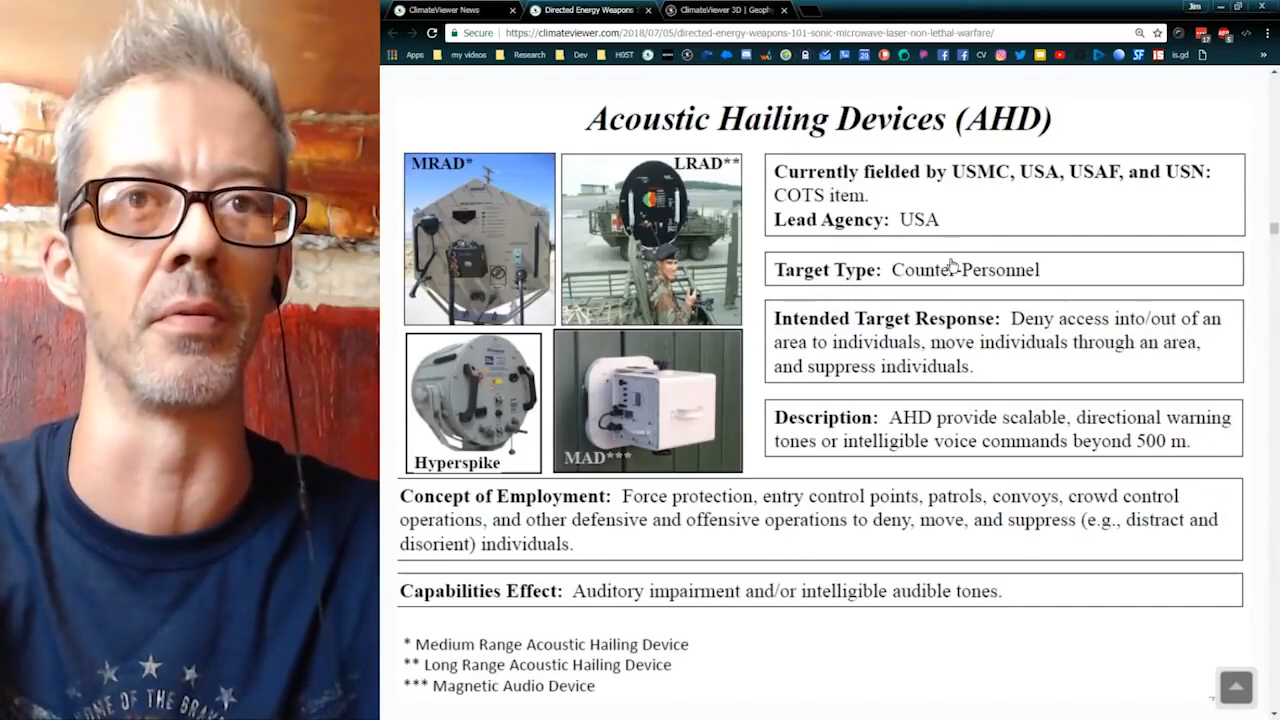 ClimateViewer News
Directed Energy Weapons
ClimateViewer 3D | Geoph
Jim
Secure
https://climateviewer.com/2018/07/05/directed-energy-weapons-101-sonic-microwave-laser-non-lethal-warfare/
Apps
my videos
Research
Dev
H0ST
CV
is.gd
Acoustic Hailing Devices (AHD)
MRAD*
LRAD**
Hyperspike
MAD***
Currently fielded by USMC, USA, USAF, and USN:
COTS item.
Lead Agency: USA
Target Type: Counter-Personnel
Intended Target Response: Deny access into/out of an
area to individuals, move individuals through an area,
and suppress individuals.
Description: AHD provide scalable, directional warning
tones or intelligible voice commands beyond 500 m.
Concept of Employment: Force protection, entry control points, patrols, convoys, crowd control
operations, and other defensive and offensive operations to deny, move, and suppress (e.g., distract and
disorient) individuals.
Capabilities Effect: Auditory impairment and/or intelligible audible tones.
* Medium Range Acoustic Hailing Device
** Long Range Acoustic Hailing Device
*** Magnetic Audio Device
OF THE BRAV